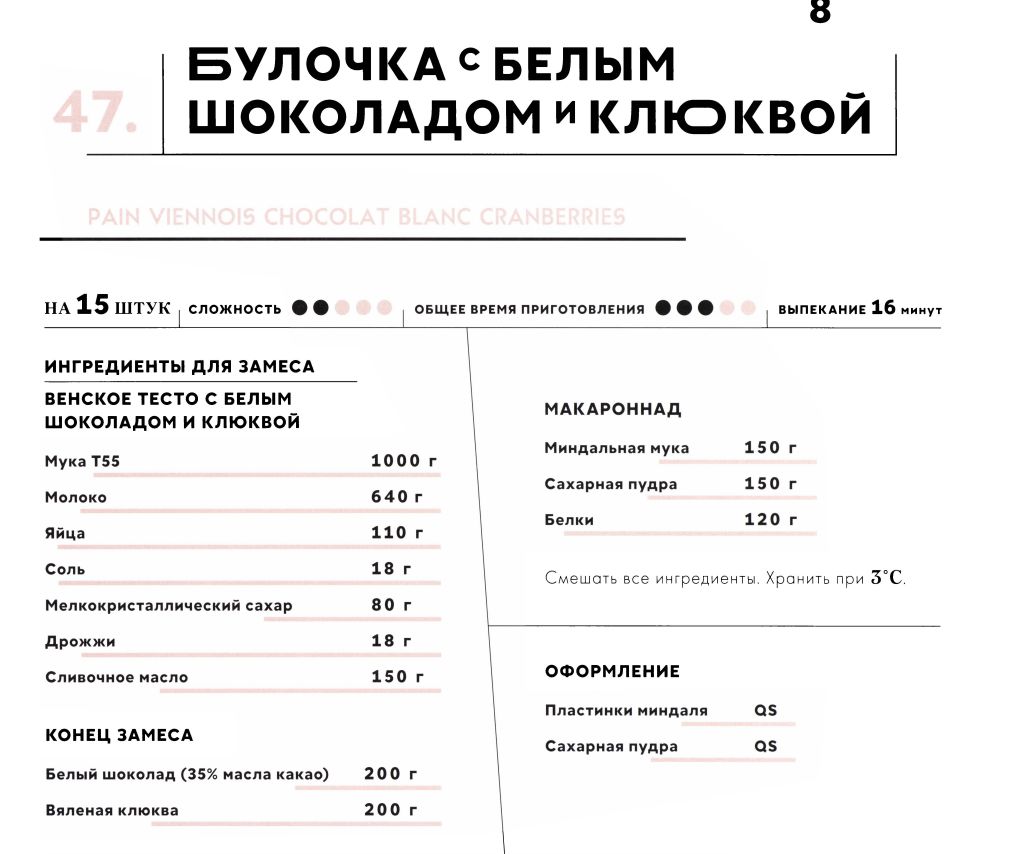 8
47.
БУЛОЧКА С БЕЛЫМ
ШОКОЛАДОМ И КЛЮКВОЙ
PAIN VIENNOIS CHOCOLAT BLANC CRANBERRIES
НА 15 ШТУК СЛОЖНОСТЬ ОБЩЕЕ ВРЕМЯ ПРИГОТОВЛЕНИЯ ВЫПЕКАНИЕ 16 минут
ИНГРЕДИЕНТЫ ДЛЯ ЗАМЕСА
ВЕНСКОЕ ТЕСТО С БЕЛЫМ
ШОКОЛАДОМ И КЛЮКВОЙ
Мука Т55 1000 г
Молоко 640 г
Яйца 110 г
Соль 18 г
Мелкокристаллический сахар 80 г
Дрожжи 18 г
Сливочное масло 150 г
КОНЕЦ ЗАМЕСА
Белый шоколад (35% масла какао) 200 г
Вяленая клюква 200 г
МАКАРОННАД
Миндальная мука 150 г
Сахарная пудра 150 г
Белки 120 г
Смешать все ингредиенты. Хранить при 3°С.
ОФОРМЛЕНИЕ
Пластинки миндаля QS
Сахарная пудра QS